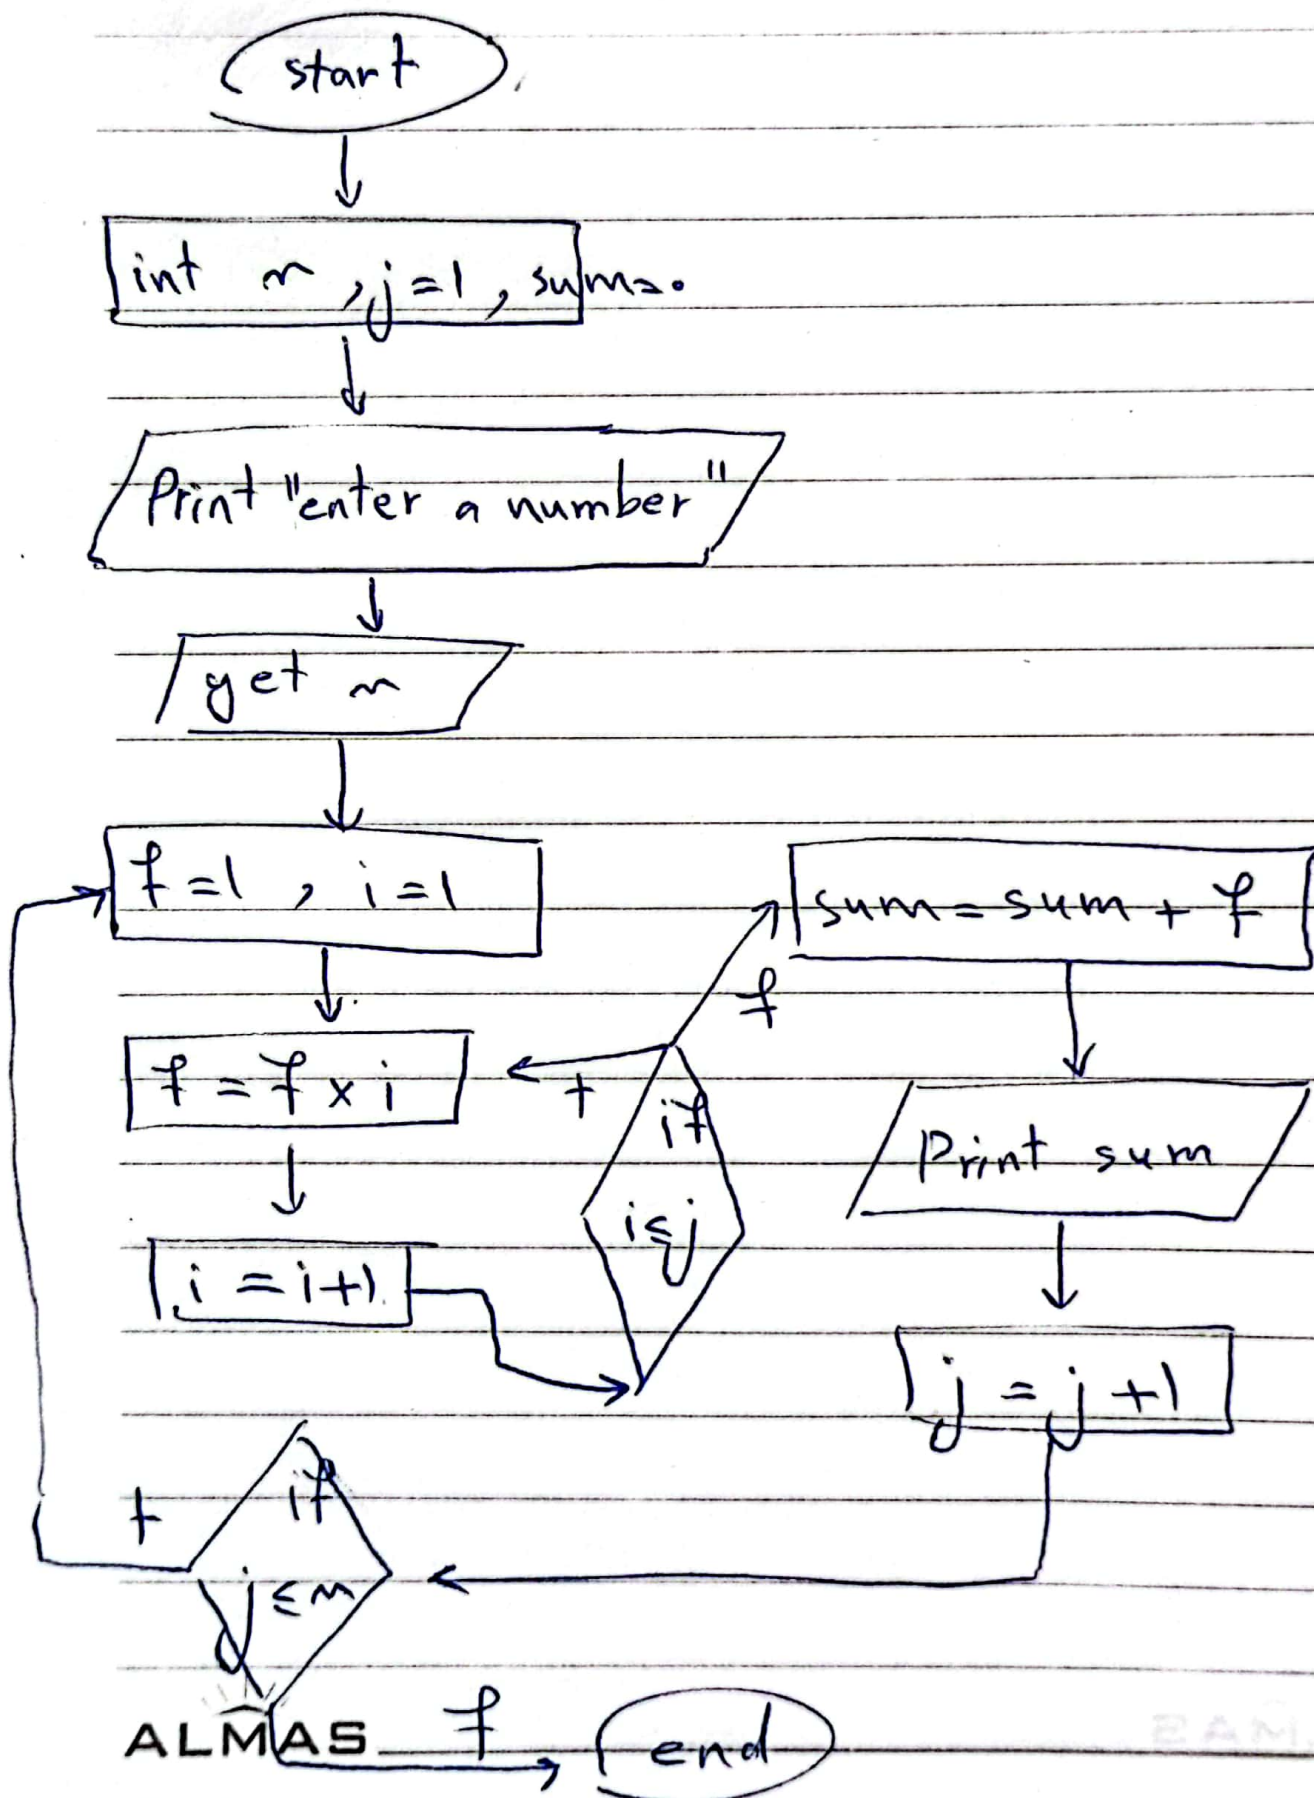 start
int n , j=1 , sum=0
Print "enter a number"
get n
f=1 , i=1
f = f x i
i = i+1
if
i≤j
t
f
sum = sum + f
Print sum
j = j+1
if
j≤n
t
f
end
ALMAS